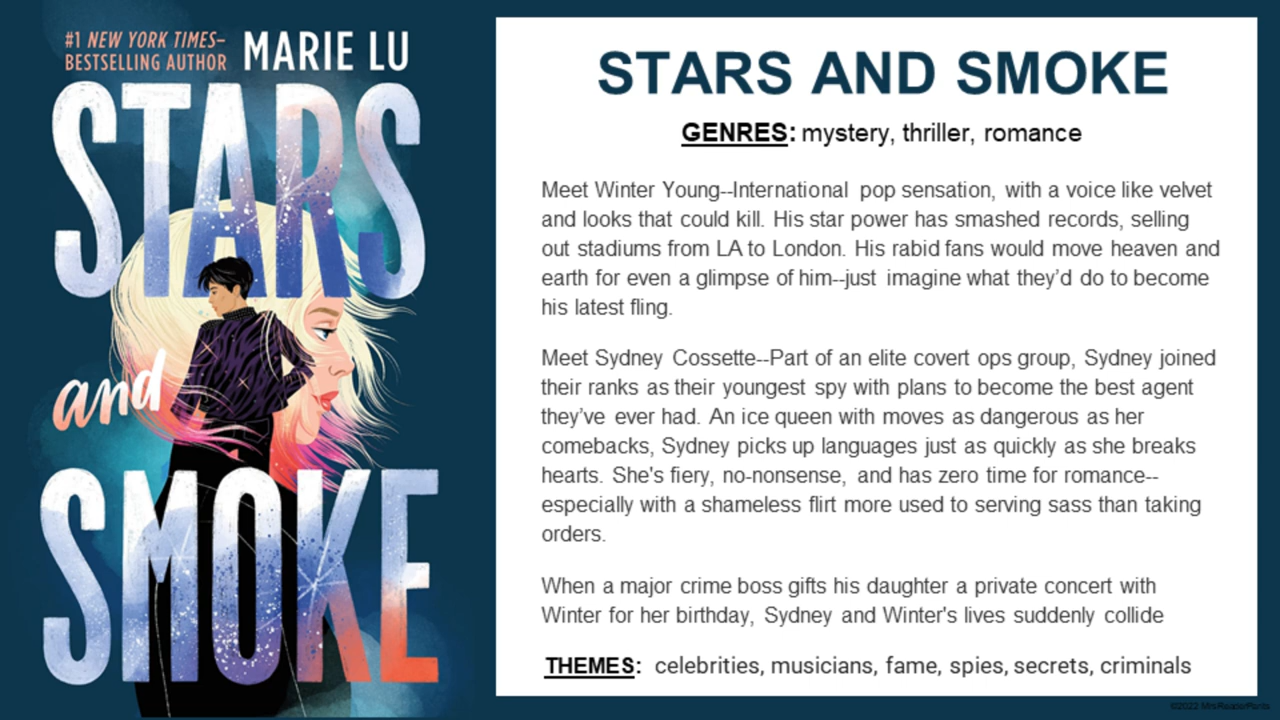 #1 NEW YORK TIMES–
BESTSELLING AUTHOR
MARIE LU
STARS
and
SMOKE
STARS AND SMOKE
GENRES: mystery, thriller, romance
Meet Winter Young--International pop sensation, with a voice like velvet
and looks that could kill. His star power has smashed records, selling
out stadiums from LA to London. His rabid fans would move heaven and
earth for even a glimpse of him--just imagine what they’d do to become
his latest fling.
Meet Sydney Cossette--Part of an elite covert ops group, Sydney joined
their ranks as their youngest spy with plans to become the best agent
they’ve ever had. An ice queen with moves as dangerous as her
comebacks, Sydney picks up languages just as quickly as she breaks
hearts. She's fiery, no-nonsense, and has zero time for romance--
especially with a shameless flirt more used to serving sass than taking
orders.
When a major crime boss gifts his daughter a private concert with
Winter for her birthday, Sydney and Winter's lives suddenly collide
THEMES: celebrities, musicians, fame, spies, secrets, criminals
©2022 MrsReaderPants